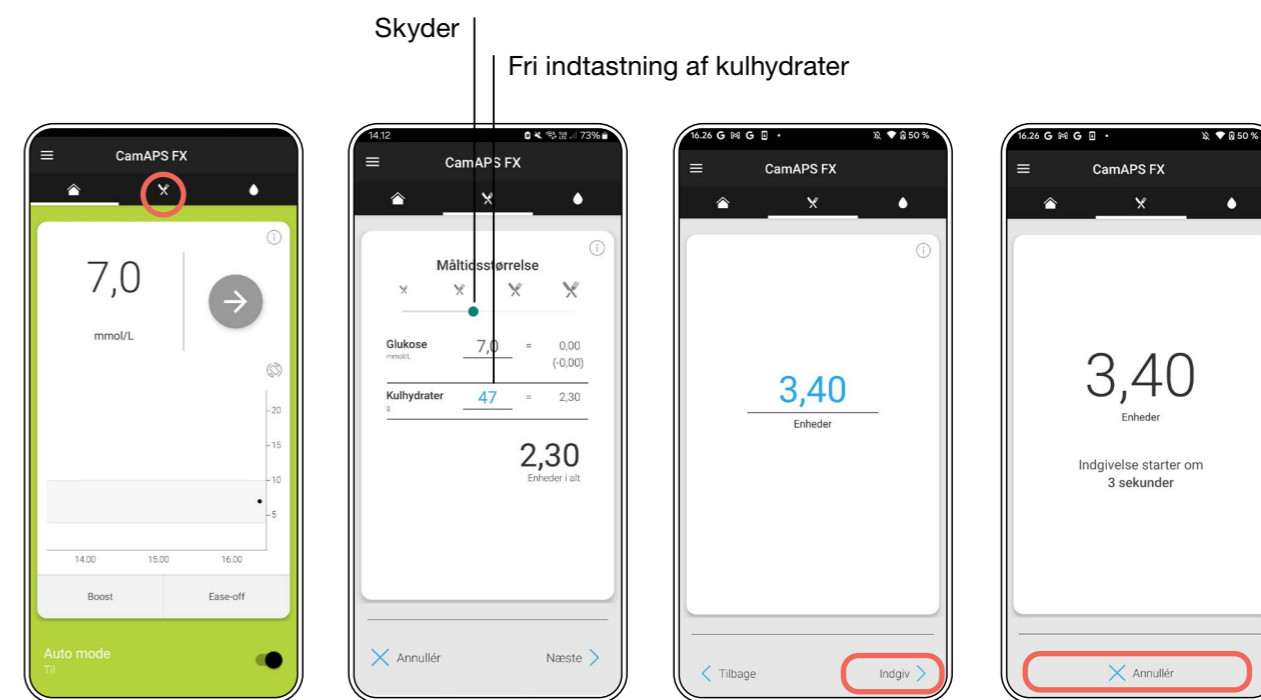 Skyder
Fri indtastning af kulhydrater
CamAPS FX
7,0
mmol/L
20
15
10
5
14.00 15.00 16.00
Boost Ease-off
Auto mode
Til
14.12 73%
CamAPS FX
Måltidsstørrelse
Glukose 7,0 = 0,00
mmol/L (-0,00)
Kulhydrater 47 = 2,30
g
2,30
Enheder i alt
Annullér Næste
16.26 G M G 50 %
CamAPS FX
3,40
Enheder
Tilbage Indgiv
16.26 G M G 50 %
CamAPS FX
3,40
Enheder
Indgivelse starter om
3 sekunder
Annullér